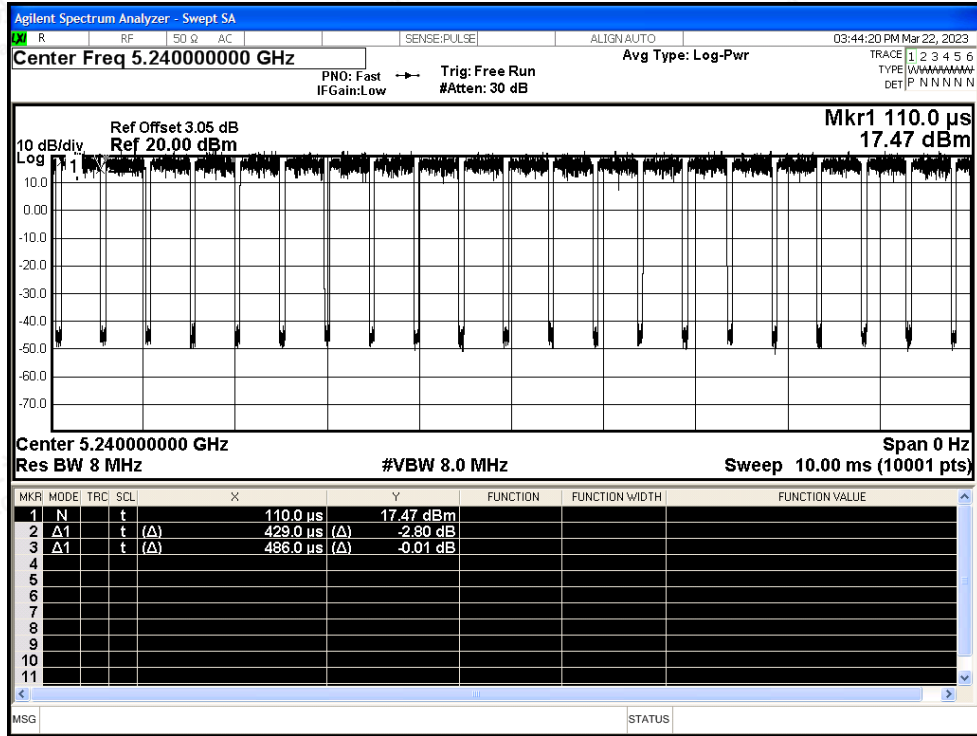 Agilent Spectrum Analyzer - Swept SA
LXI R RF 50 Ω AC SENSE:PULSE ALIGN AUTO 03:44:20 PM Mar 22, 2023
Center Freq 5.240000000 GHz
PNO: Fast
IFGain:Low
Trig: Free Run
#Atten: 30 dB
Avg Type: Log-Pwr
TRACE 1 2 3 4 5 6
TYPE W
DET P N N N N N
Mkr1 110.0 µs
17.47 dBm
Ref Offset 3.05 dB
10 dB/div Ref 20.00 dBm
Log
1
10.0
0.00
-10.0
-20.0
-30.0
-40.0
-50.0
-60.0
-70.0
Center 5.240000000 GHz Span 0 Hz
Res BW 8 MHz #VBW 8.0 MHz Sweep 10.00 ms (10001 pts)
MKR MODE TRC SCL X Y FUNCTION FUNCTION WIDTH FUNCTION VALUE
1 N t 110.0 µs 17.47 dBm
2 Δ1 t (Δ) 429.0 µs (Δ) -2.80 dB
3 Δ1 t (Δ) 486.0 µs (Δ) -0.01 dB
4
5
6
7
8
9
10
11
MSG STATUS